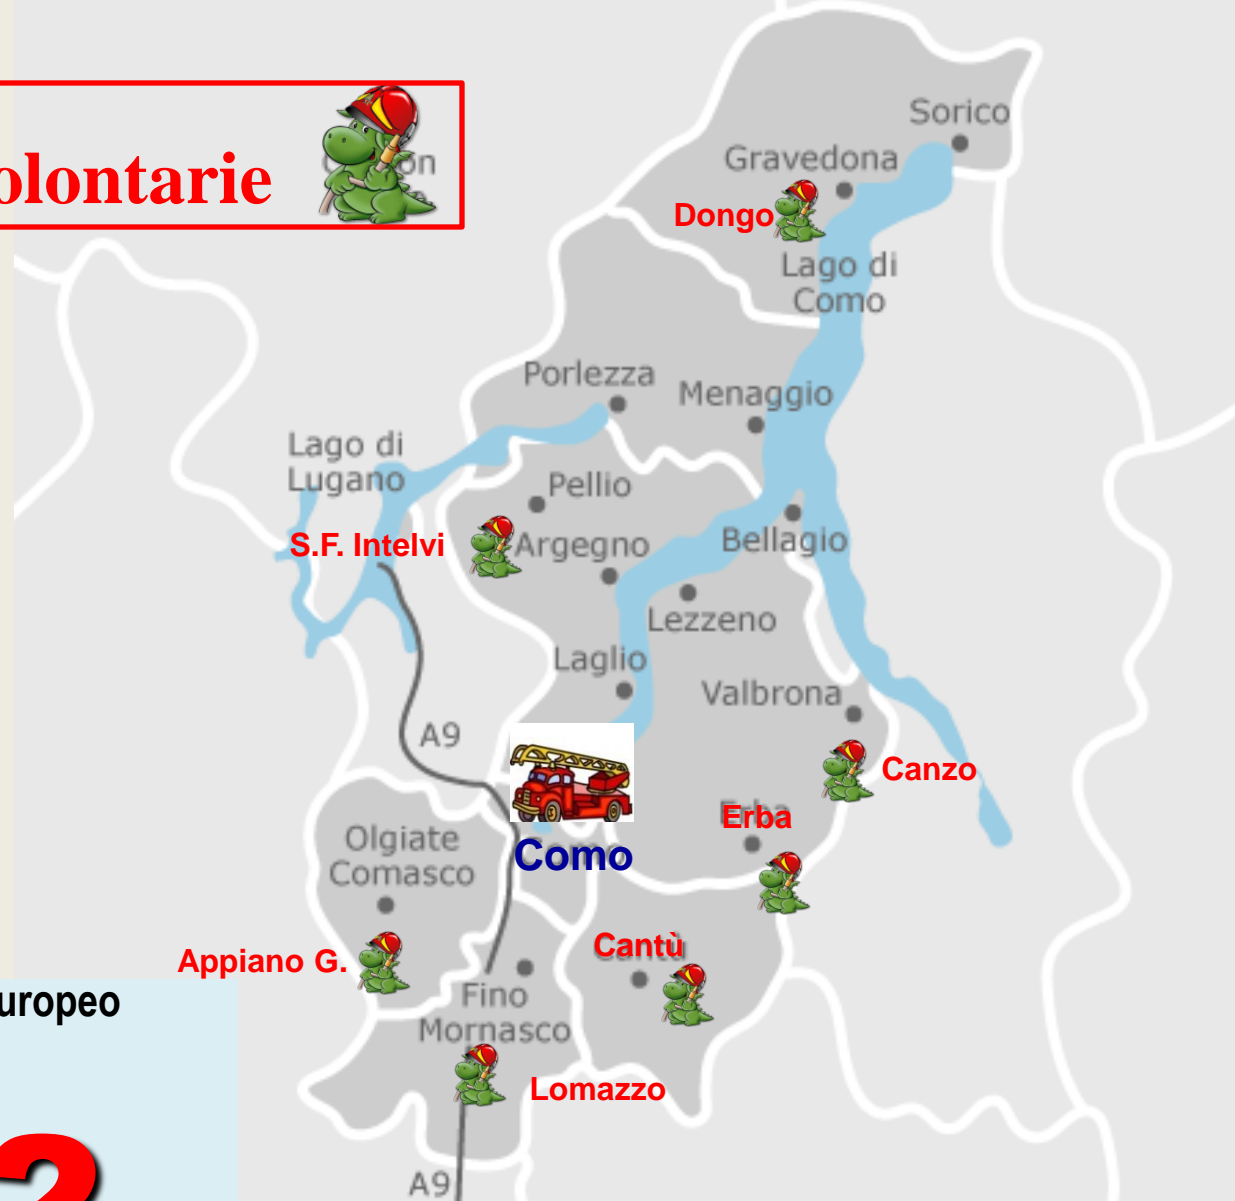 olontarie
Sorico
Gravedona
Dongo
Lago di
Como
Porlezza
Menaggio
Lago di
Lugano
Pellio
S.F. Intelvi
Argegno
Bellagio
Lezzeno
Laglio
Valbrona
A9
Canzo
Erba
Olgiate
Comasco
Como
Cantù
Appiano G.
Fino
Mornasco
uropeo
Lomazzo
A9